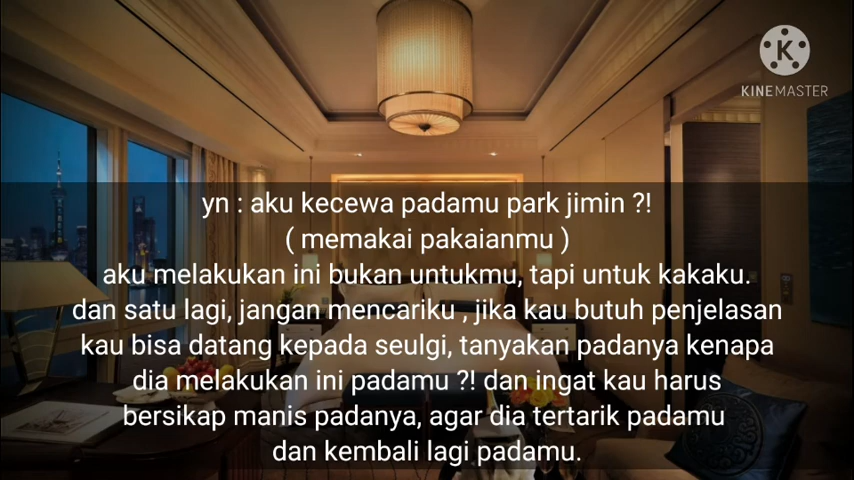 KINEMASTER
yn : aku kecewa padamu park jimin ?!
( memakai pakaianmu )
aku melakukan ini bukan untukmu, tapi untuk kakaku.
dan satu lagi, jangan mencariku , jika kau butuh penjelasan
kau bisa datang kepada seulgi, tanyakan padanya kenapa
dia melakukan ini padamu ?! dan ingat kau harus
bersikap manis padanya, agar dia tertarik padamu
dan kembali lagi padamu.